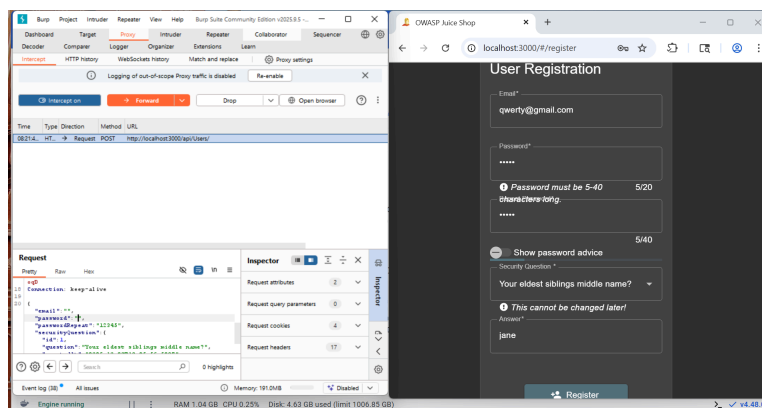 Burp Project Intruder Repeater View Help Burp Suite Community Edition v2025.9.5 -...
Dashboard Target Proxy Intruder Repeater Collaborator Sequencer
Decoder Comparer Logger Organizer Extensions Learn
Intercept HTTP history WebSockets history Match and replace Proxy settings
Logging of out-of-scope Proxy traffic is disabled Re-enable
Intercept on Forward Drop Open browser
Time Type Direction Method URL
08:21:4... HT... → Request POST http://localhost:3000/api/Users/
Request
Pretty Raw Hex
18 Connection: keep-alive
19
20 {
"email":"",
"password":"",
"passwordRepeat":"12345",
"securityQuestion":{
"id":1,
"question":"Your eldest siblings middle name?",
Search 0 highlights
Inspector
Request attributes 2
Request query parameters 0
Request cookies 4
Request headers 17
Inspector
Event log (38) All issues Memory: 191.0MB Disabled
OWASP Juice Shop
localhost:3000/#/register
User Registration
Email*
qwerty@gmail.com
Password*
•••••
Password must be 5-40 characters long. 5/20
•••••
5/40
Show password advice
Security Question *
Your eldest siblings middle name?
This cannot be changed later!
Answer*
jane
Register
Engine running RAM 1.04 GB CPU 0.25% Disk: 4.63 GB used (limit 1006.85 GB) v4.48.